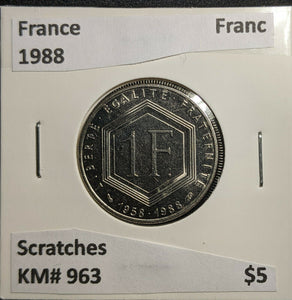 France Franc
1988
LIBERTE · EGALITE · FRATERNITE
1F
1958 · 1988
Scratches
KM# 963 $5